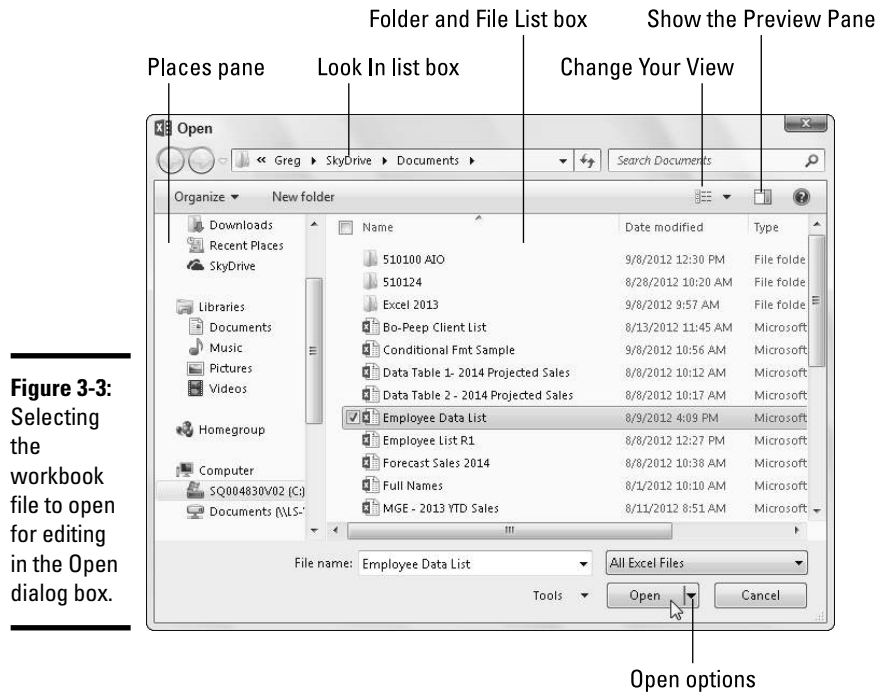 Folder and File List box
Show the Preview Pane
Places pane
Look In list box
Change Your View
Open
« Greg ▸ SkyDrive ▸ Documents ▸
Search Documents
Organize ▾
New folder
Downloads
Recent Places
SkyDrive
Libraries
Documents
Music
Pictures
Videos
Homegroup
Computer
SQ004830V02 (C:)
Documents (\\LS-
Name
Date modified
Type
510100 AIO
9/8/2012 12:30 PM
File folde
510124
8/28/2012 10:20 AM
File folde
Excel 2013
9/8/2012 9:57 AM
File folde
Bo-Peep Client List
8/13/2012 11:45 AM
Microsoft
Conditional Fmt Sample
9/8/2012 10:56 AM
Microsoft
Data Table 1- 2014 Projected Sales
8/8/2012 10:12 AM
Microsoft
Data Table 2 - 2014 Projected Sales
8/8/2012 10:17 AM
Microsoft
Employee Data List
8/9/2012 4:09 PM
Microsoft
Employee List R1
8/8/2012 12:27 PM
Microsoft
Forecast Sales 2014
8/8/2012 10:38 AM
Microsoft
Full Names
8/1/2012 10:10 AM
Microsoft
MGE - 2013 YTD Sales
8/11/2012 8:51 AM
Microsoft
File name:
Employee Data List
All Excel Files
Tools
Open
Cancel
Open options
Figure 3-3:
Selecting
the
workbook
file to open
for editing
in the Open
dialog box.